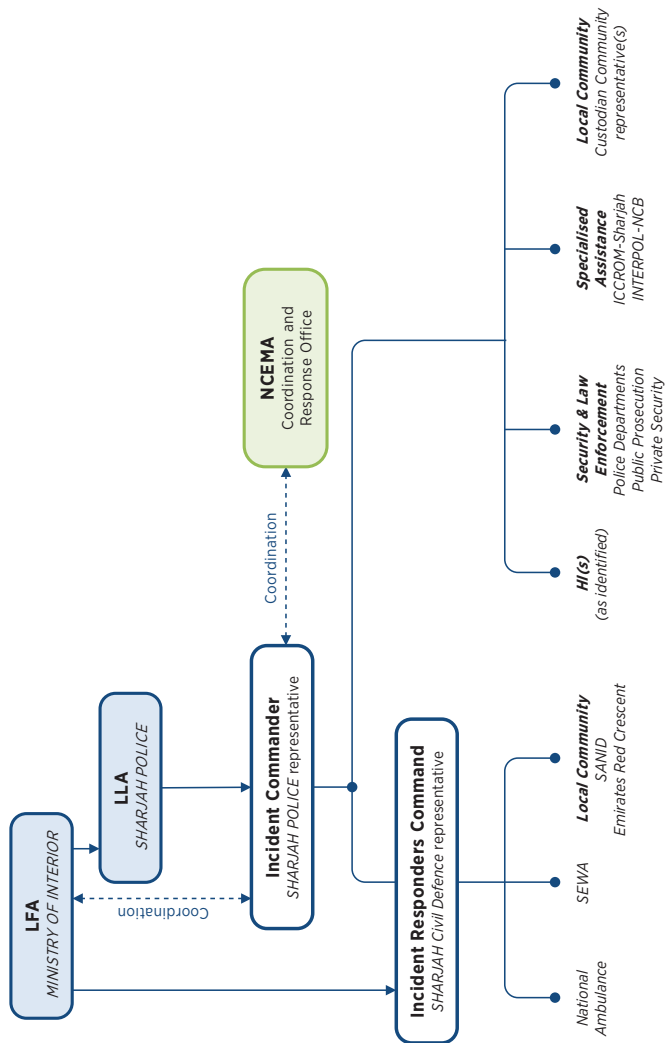 LFA
MINISTRY OF INTERIOR
LLA
SHARJAH POLICE
Coordination
Incident Commander
SHARJAH POLICE representative
Coordination
NCEMA
Coordination and
Response Office
Incident Responders Command
SHARJAH Civil Defence representative
National
Ambulance
SEWA
Local Community
SANID
Emirates Red Crescent
HI(s)
(as identified)
Security & Law
Enforcement
Police Departments
Public Prosecution
Private Security
Specialised
Assistance
ICCROM-Sharjah
INTERPOL-NCB
Local Community
Custodian Community
representative(s)